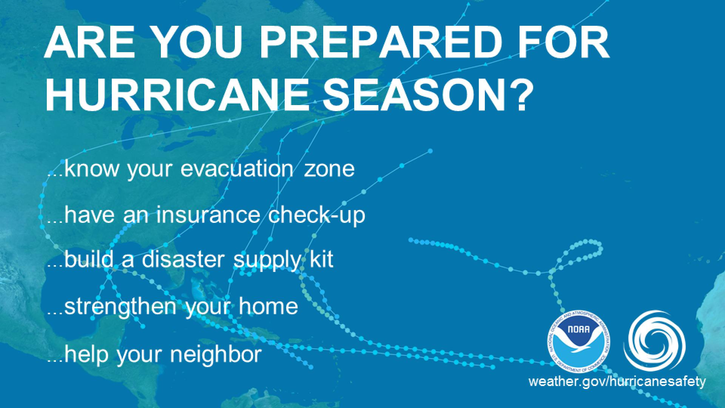 ARE YOU PREPARED FOR
HURRICANE SEASON?
...know your evacuation zone
...have an insurance check-up
...build a disaster supply kit
...strengthen your home
...help your neighbor
NOAA
weather.gov/hurricanesafety